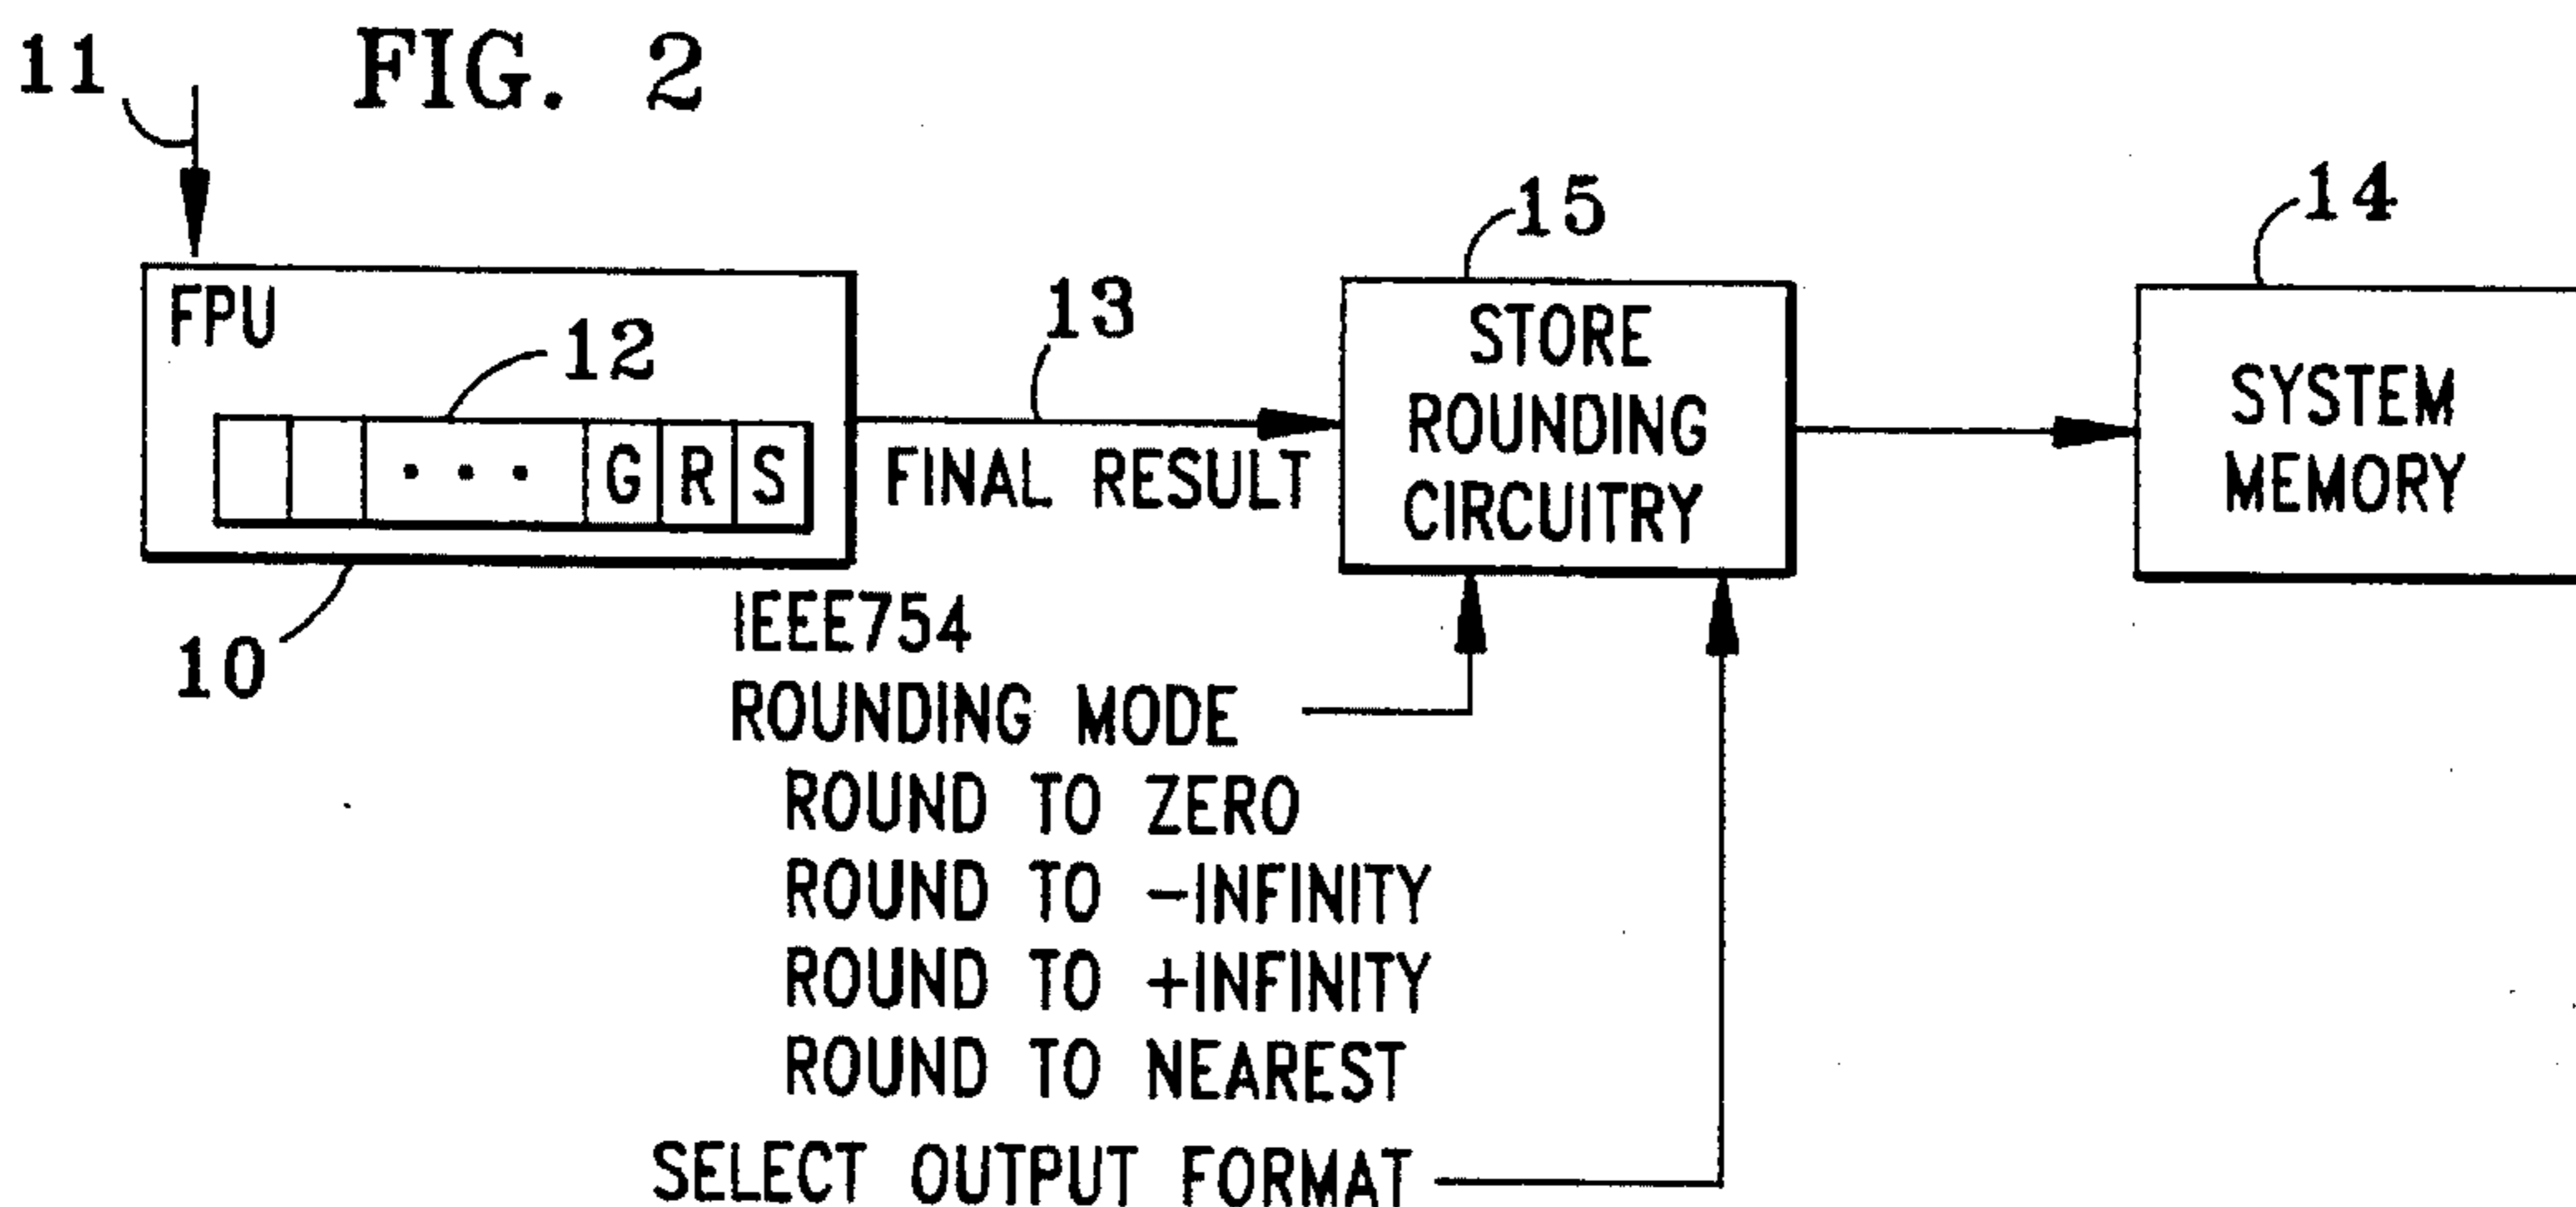 11
FIG. 2
15
14
FPU
12
13
G R S
FINAL RESULT
STORE
ROUNDING
CIRCUITRY
SYSTEM
MEMORY
10
IEEE754
ROUNDING MODE
ROUND TO ZERO
ROUND TO -INFINITY
ROUND TO +INFINITY
ROUND TO NEAREST
SELECT OUTPUT FORMAT